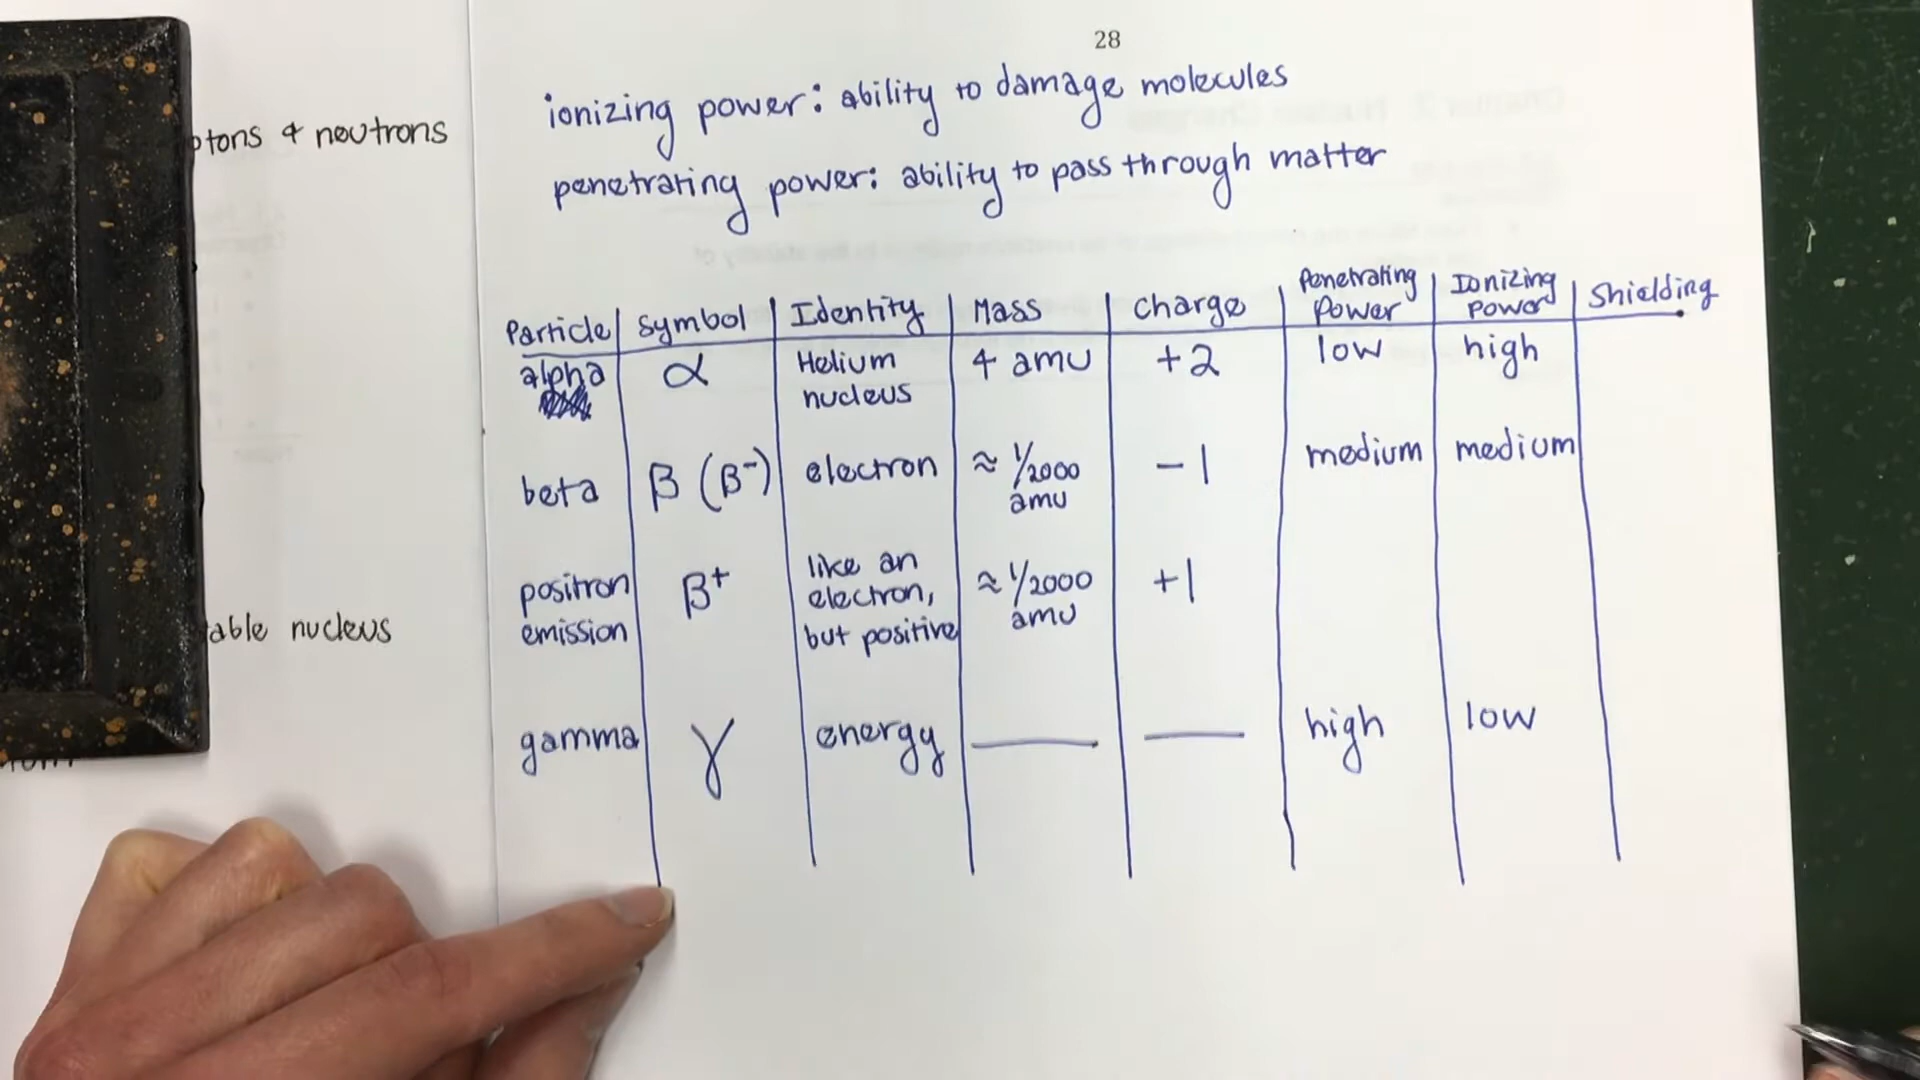 28
ionizing power: ability to damage molecules
penetrating power: ability to pass through matter
tons & neutrons
able nucleus
Particle Symbol Identity Mass Charge Penetrating Power Ionizing Power Shielding
alpha α Helium nucleus 4 amu +2 low high
beta β (β⁻) electron ≈ 1/2000 amu -1 medium medium
positron emission β⁺ like an electron, but positive ≈ 1/2000 amu +1
gamma γ energy — — high low